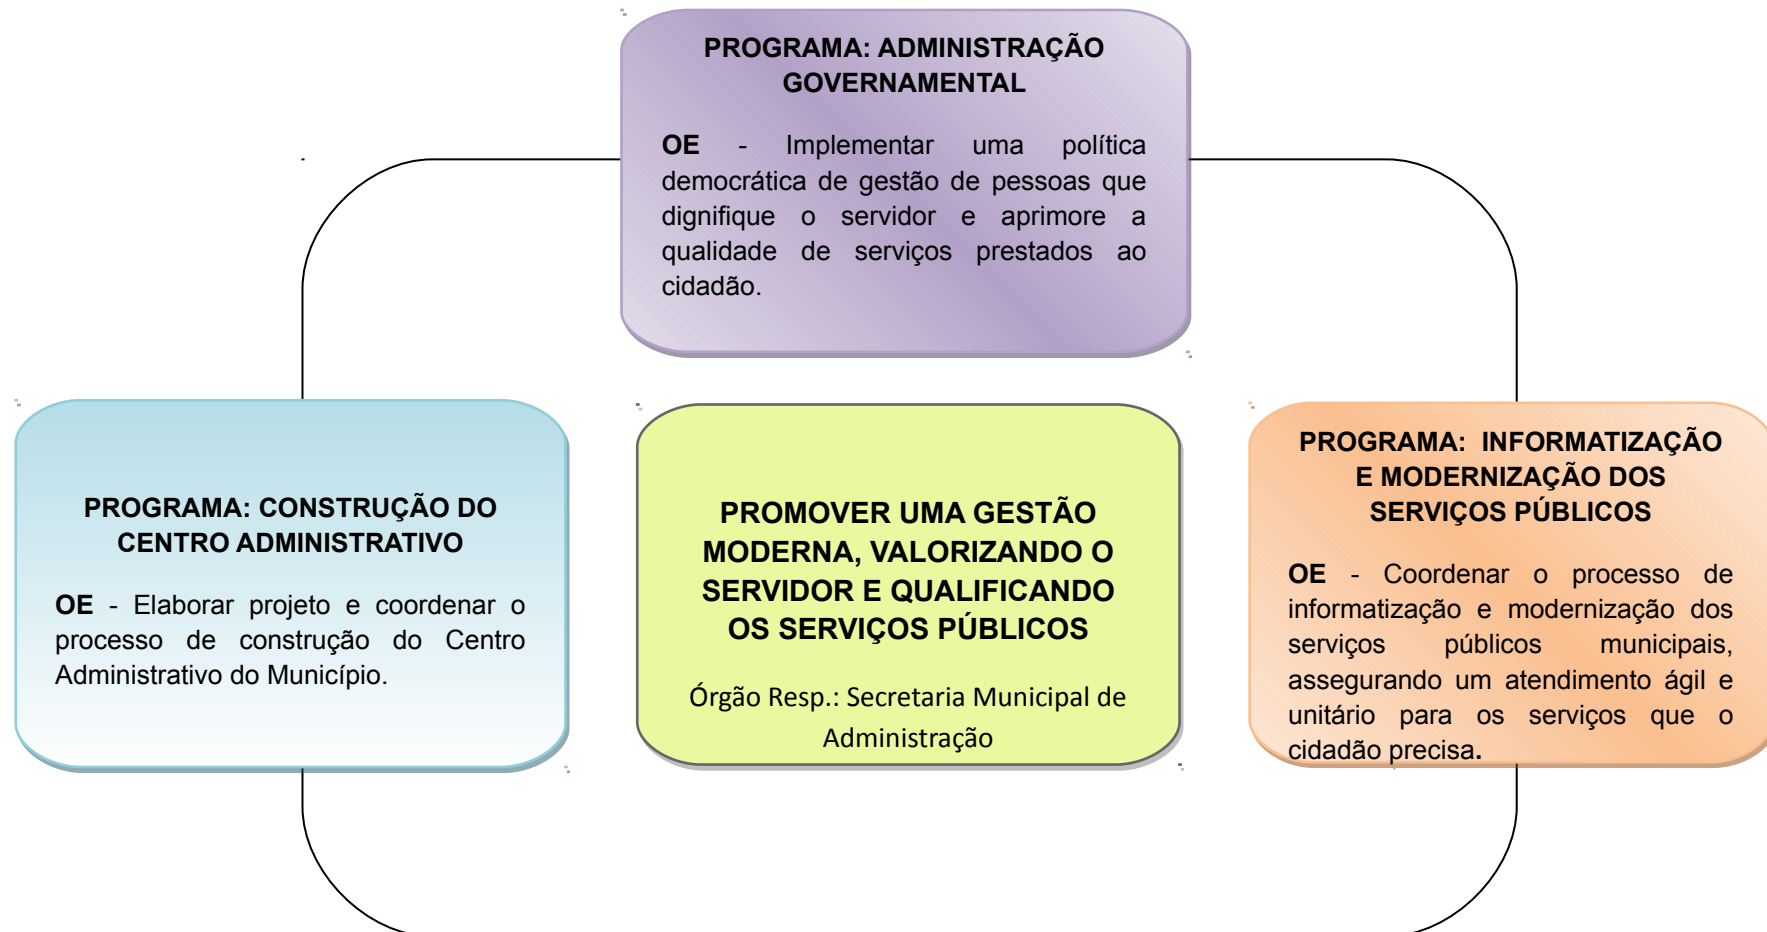 PROGRAMA: ADMINISTRAÇÃO
GOVERNAMENTAL
OE - Implementar uma política
democrática de gestão de pessoas que
dignifique o servidor e aprimore a
qualidade de serviços prestados ao
cidadão.
PROGRAMA: CONSTRUÇÃO DO
CENTRO ADMINISTRATIVO
OE - Elaborar projeto e coordenar o
processo de construção do Centro
Administrativo do Município.
PROMOVER UMA GESTÃO
MODERNA, VALORIZANDO O
SERVIDOR E QUALIFICANDO
OS SERVIÇOS PÚBLICOS
Órgão Resp.: Secretaria Municipal de
Administração
PROGRAMA: INFORMATIZAÇÃO
E MODERNIZAÇÃO DOS
SERVIÇOS PÚBLICOS
OE - Coordenar o processo de
informatização e modernização dos
serviços públicos municipais,
assegurando um atendimento ágil e
unitário para os serviços que o
cidadão precisa.